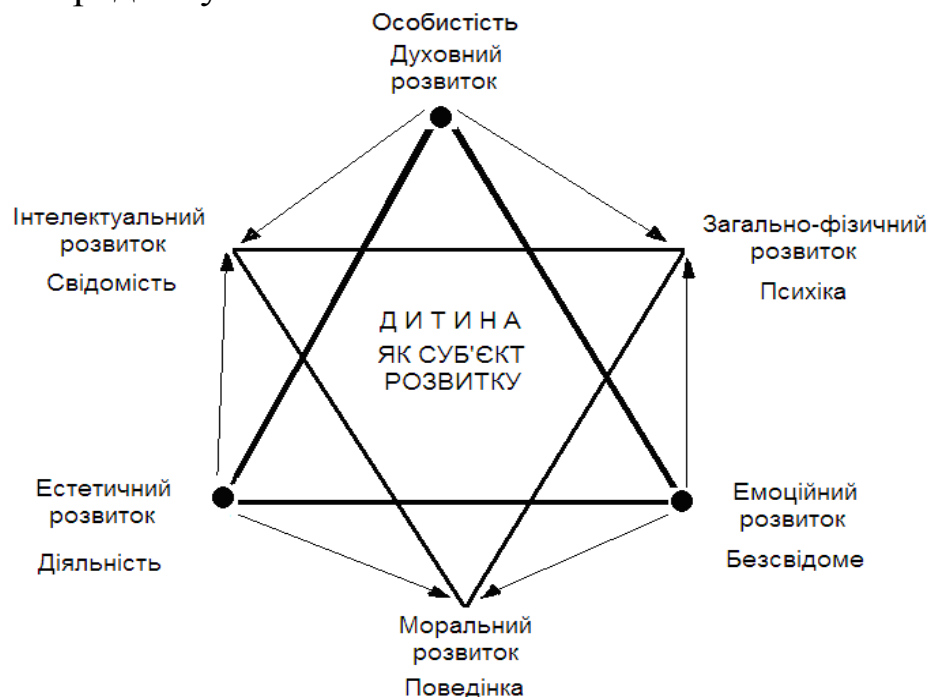 Особистість
Духовний
розвиток
Інтелектуальний
розвиток
Свідомість
Загально-фізичний
розвиток
Психіка
Д И Т И Н А
ЯК СУБ'ЄКТ
РОЗВИТКУ
Естетичний
розвиток
Діяльність
Емоційний
розвиток
Безсвідоме
Моральний
розвиток
Поведінка